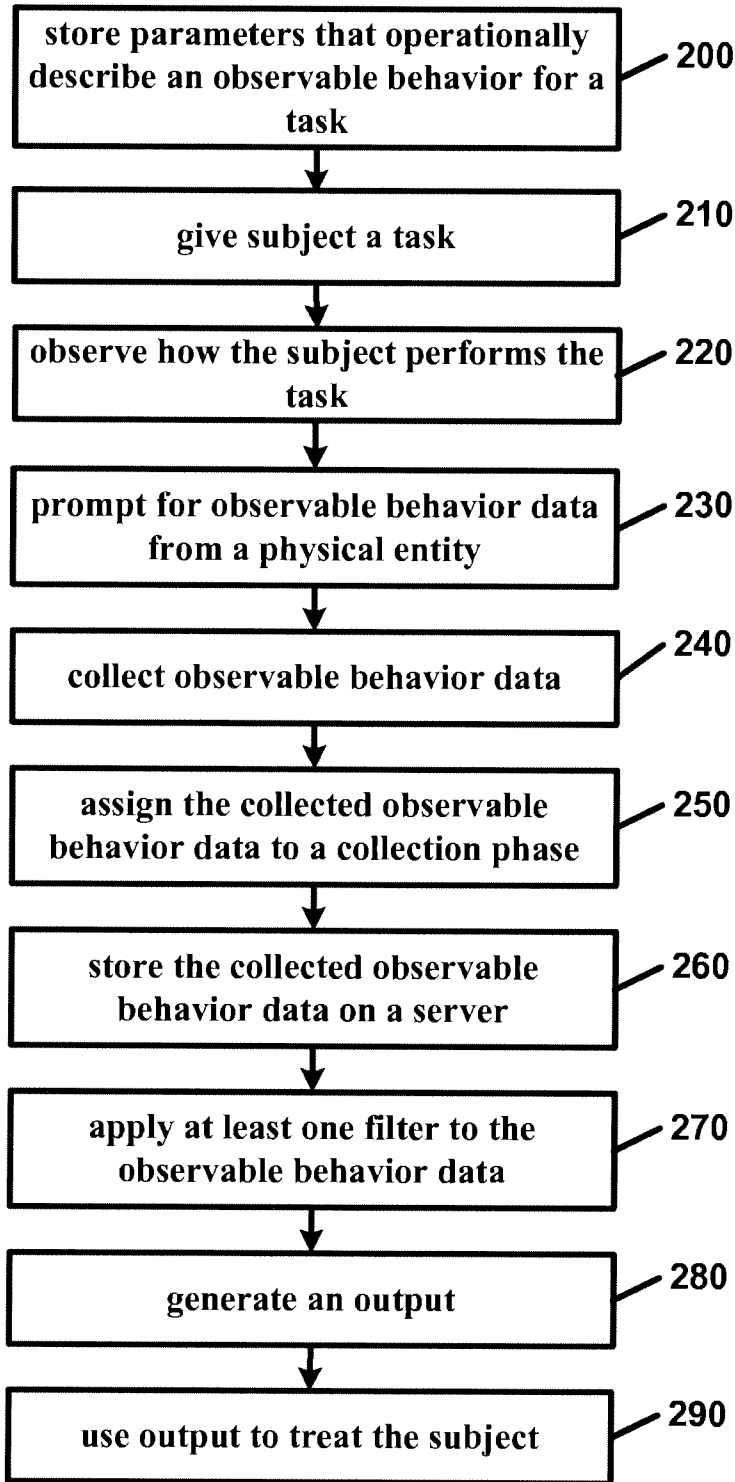 store parameters that operationally
describe an observable behavior for a
task
200
give subject a task
210
observe how the subject performs the
task
220
prompt for observable behavior data
from a physical entity
230
collect observable behavior data
240
assign the collected observable
behavior data to a collection phase
250
store the collected observable
behavior data on a server
260
apply at least one filter to the
observable behavior data
270
generate an output
280
use output to treat the subject
290